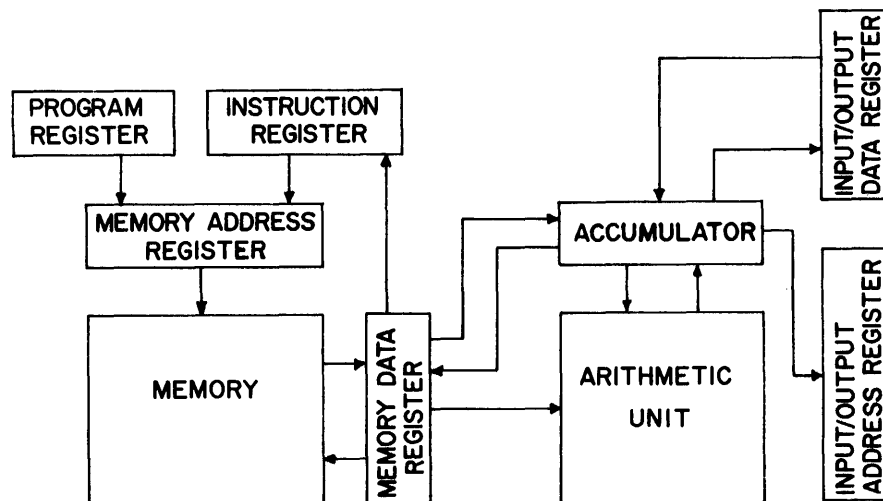 PROGRAM
REGISTER
INSTRUCTION
REGISTER
MEMORY ADDRESS
REGISTER
MEMORY
MEMORY DATA
REGISTER
ACCUMULATOR
ARITHMETIC
UNIT
INPUT/OUTPUT
DATA REGISTER
INPUT/OUTPUT
ADDRESS REGISTER